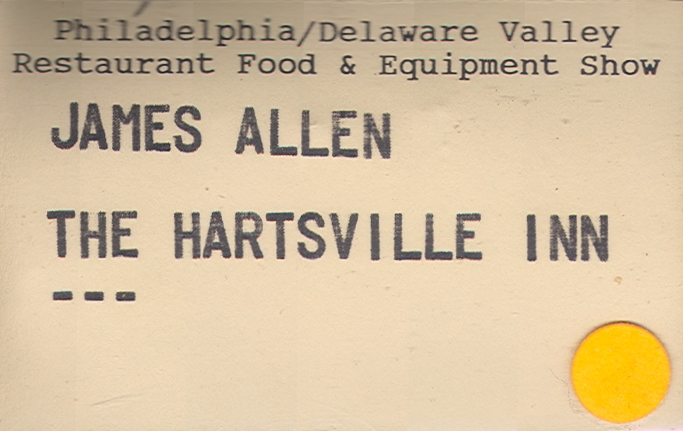 Philadelphia/Delaware Valley
Restaurant Food & Equipment Show
JAMES ALLEN
THE HARTSVILLE INN
---